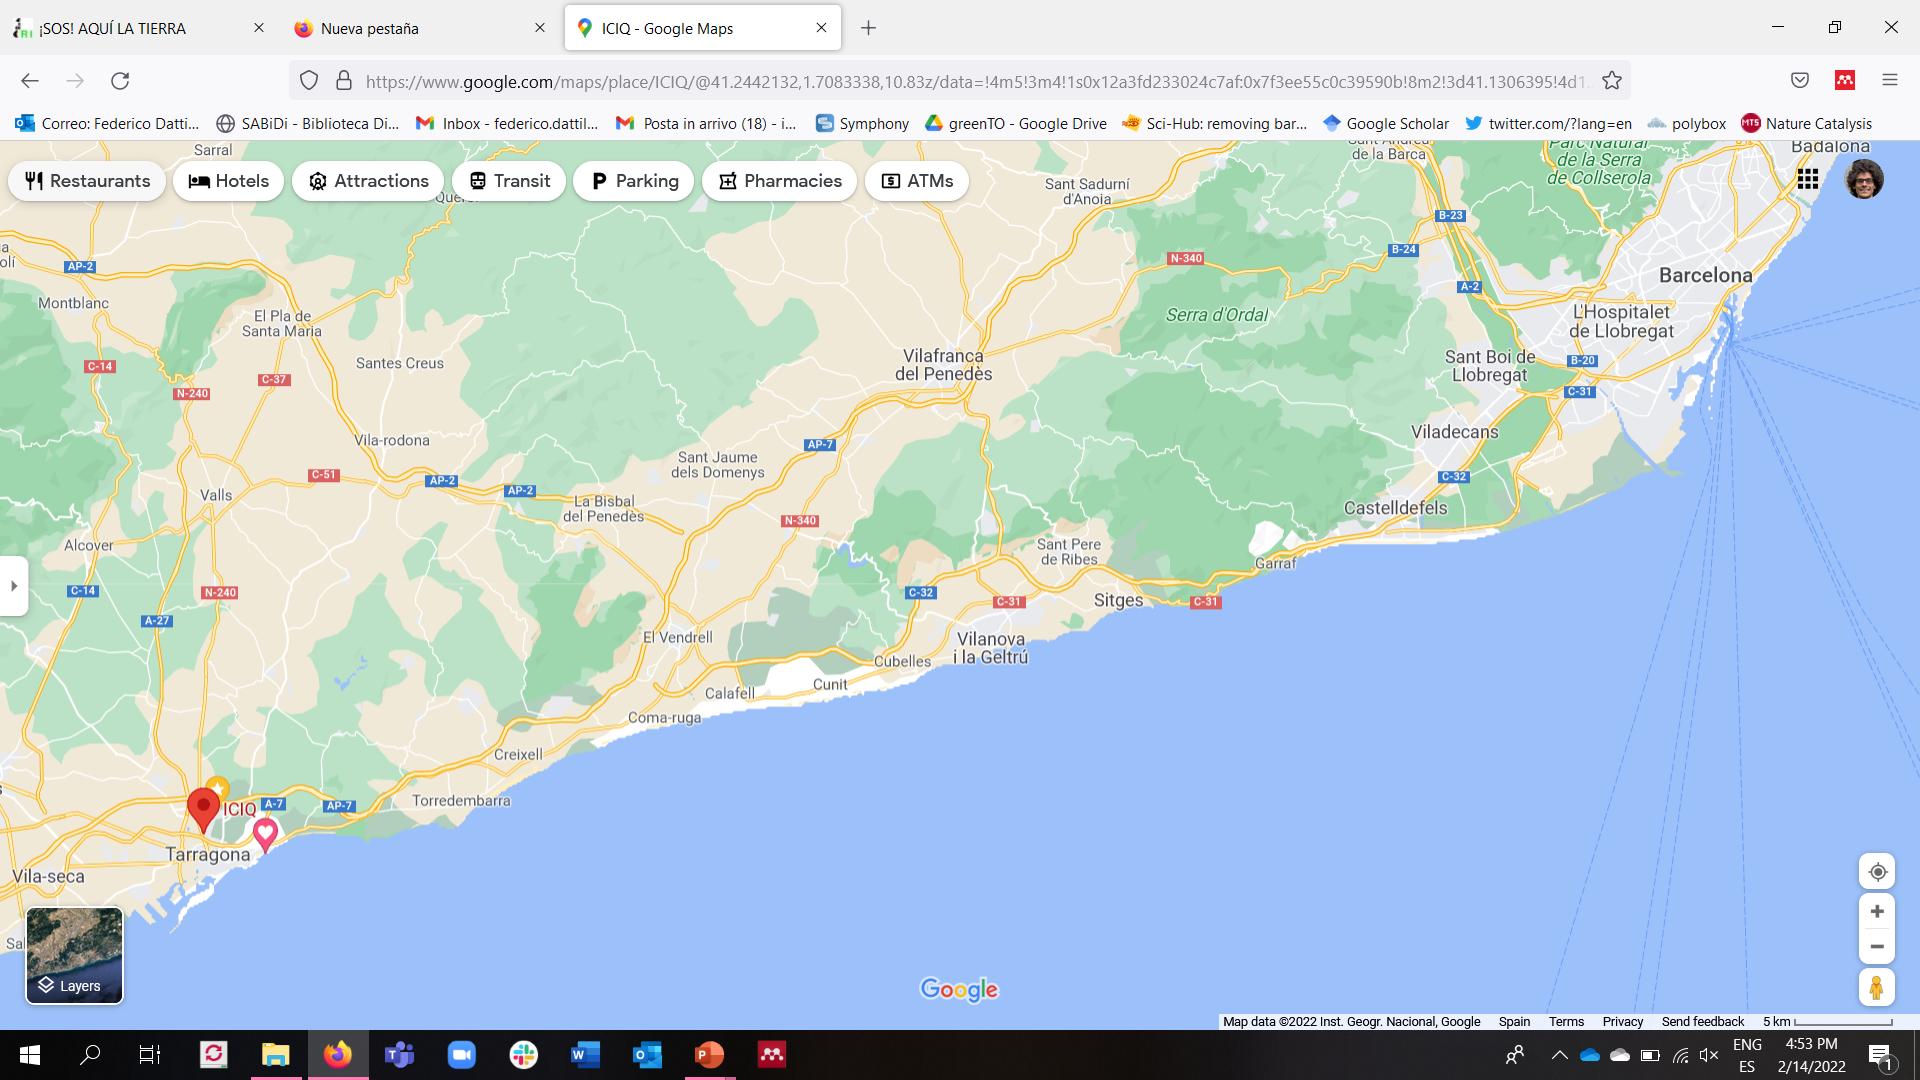 ¡SOS! AQUÍ LA TIERRA
Nueva pestaña
ICIQ - Google Maps
https://www.google.com/maps/place/ICIQ/@41.2442132,1.7083338,10.83z/data=!4m5!3m4!1s0x12a3fd233024c7af:0x7f3ee55c0c39590b!8m2!3d41.1306395!4d1.
Correo: Federico Datti...
SABiDi - Biblioteca Di...
Inbox - federico.dattil...
Posta in arrivo (18) - i...
Symphony
greenTO - Google Drive
Sci-Hub: removing bar...
Google Scholar
twitter.com/?lang=en
polybox
MTS
Nature Catalysis
Sarral
Sant Andreu
de la Barca
Parc Natural
de la Serra
de Collserola
Badalona
Restaurants
Hotels
Attractions
Transit
Parking
Pharmacies
ATMs
Sant Sadurní
d'Anoia
B-23
B-24
AP-2
N-340
A-2
Barcelona
Montblanc
El Pla de
Santa Maria
Serra d'Ordal
L'Hospitalet
de Llobregat
Santes Creus
Vilafranca
del Penedès
Sant Boi de
Llobregat
B-20
C-14
C-37
N-240
C-31
Vila-rodona
AP-7
Viladecans
Sant Jaume
dels Domenys
C-51
AP-2
AP-2
C-32
Valls
La Bisbal
del Penedès
N-340
Castelldefels
Alcover
Sant Pere
de Ribes
Garraf
C-14
N-240
C-32
C-31
Sitges
C-31
A-27
El Vendrell
Vilanova
i la Geltrú
Cubelles
Calafell
Cunit
Coma-ruga
Creixell
Torredembarra
ICIQ
A-7
AP-7
Tarragona
Vila-seca
Layers
Google
Map data ©2022 Inst. Geogr. Nacional, Google
Spain
Terms
Privacy
Send feedback
5 km
ENG
ES
4:53 PM
2/14/2022
1